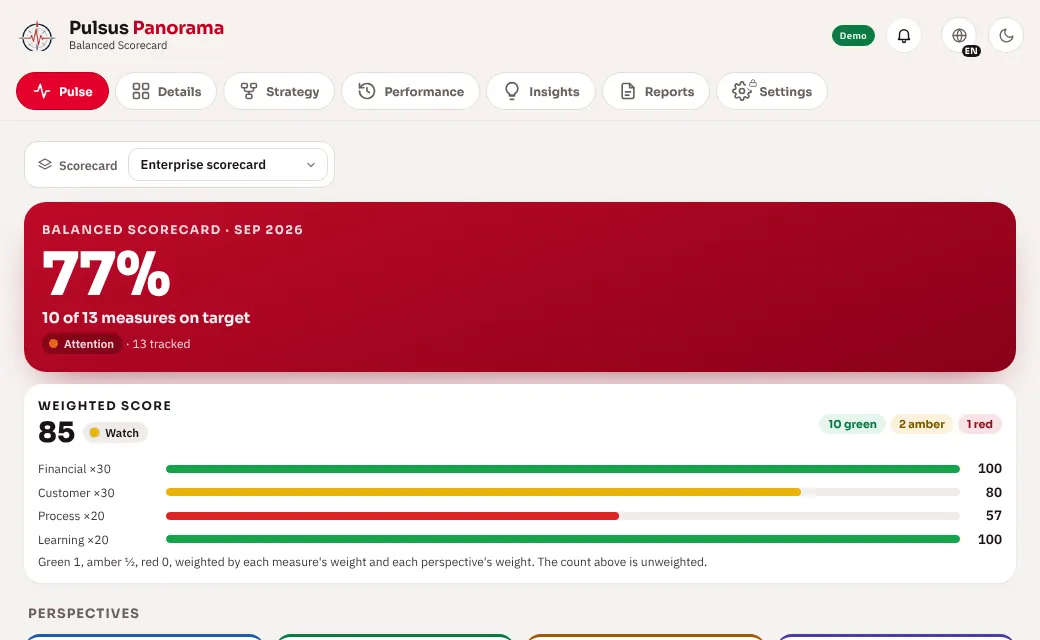 Pulsus Panorama
Balanced Scorecard
Demo
EN
Pulse
Details
Strategy
Performance
Insights
Reports
Settings
Scorecard
Enterprise scorecard
BALANCED SCORECARD · SEP 2026
77%
10 of 13 measures on target
Attention · 13 tracked
WEIGHTED SCORE
85 Watch
10 green 2 amber 1 red
Financial ×30 100
Customer ×30 80
Process ×20 57
Learning ×20 100
Green 1, amber ½, red 0, weighted by each measure's weight and each perspective's weight. The count above is unweighted.
PERSPECTIVES